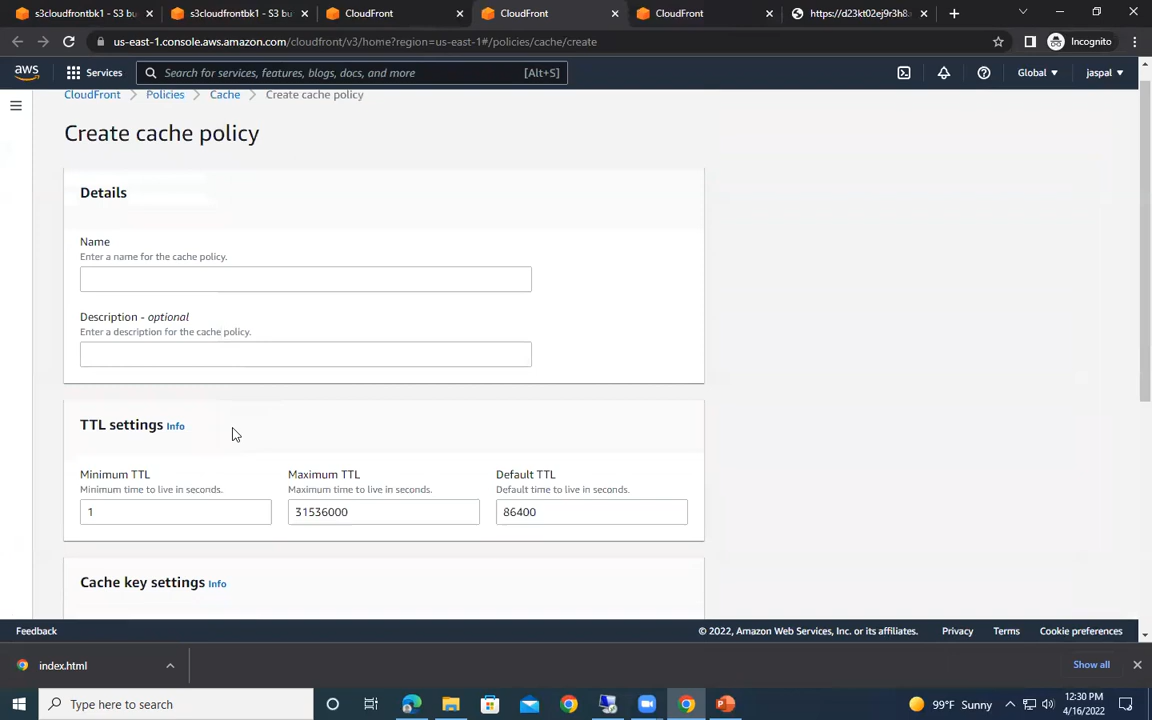 s3cloudfrontbk1 - S3 bu
s3cloudfrontbk1 - S3 bu
CloudFront
CloudFront
CloudFront
https://d23kt02ej9r3h8.
us-east-1.console.aws.amazon.com/cloudfront/v3/home?region=us-east-1#/policies/cache/create
Incognito
aws
Services
Search for services, features, blogs, docs, and more
[Alt+S]
Global
jaspal
CloudFront
Policies
Cache
Create cache policy
Create cache policy
Details
Name
Enter a name for the cache policy.
Description - optional
Enter a description for the cache policy.
TTL settings Info
Minimum TTL
Maximum TTL
Default TTL
Minimum time to live in seconds.
Maximum time to live in seconds.
Default time to live in seconds.
1
31536000
86400
Cache key settings Info
Feedback
© 2022, Amazon Web Services, Inc. or its affiliates.
Privacy
Terms
Cookie preferences
index.html
Show all
Type here to search
99°F Sunny
12:30 PM
4/16/2022